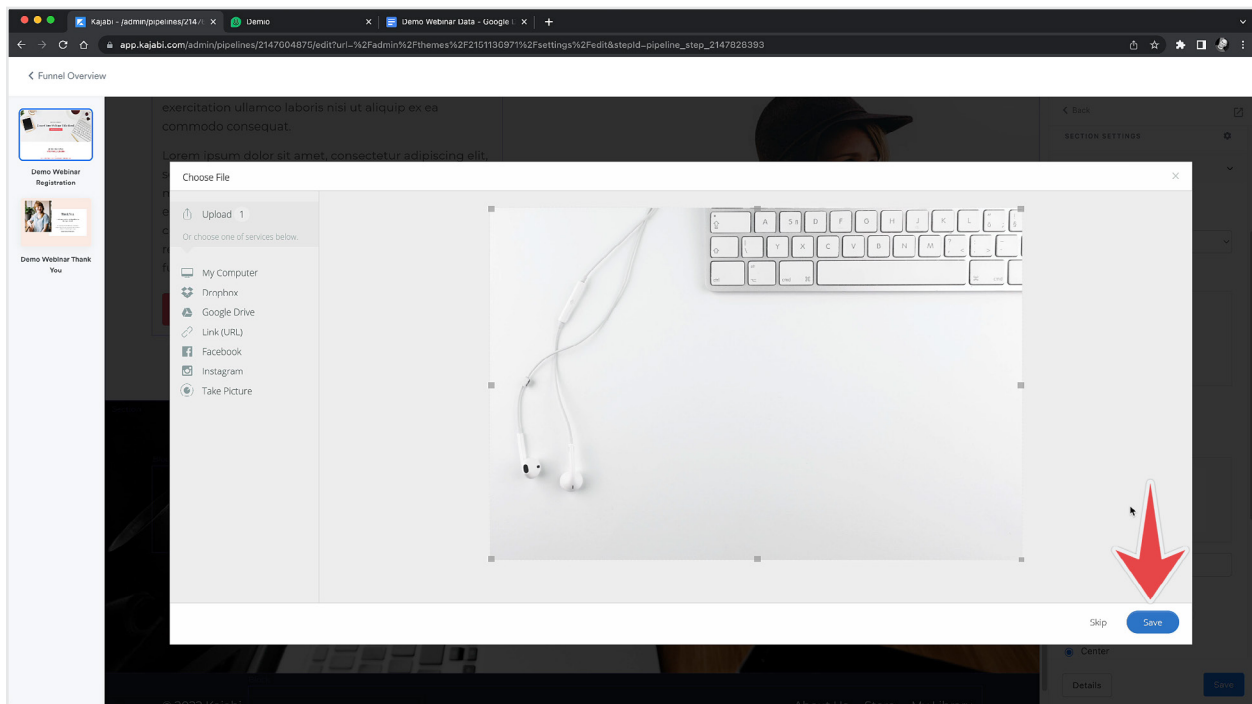 Kajabi - /admin/pipelines/214
Demio
Demo Webinar Data - Google
app.kajabi.com/admin/pipelines/2147604875/edit?url=%2Fadmin%2Fthemes%2F2151130971%2Fsettings%2Fedit&stepId=pipeline_step_2147828393
Funnel Overview
exercitation ullamco laboris nisi ut aliquip ex ea
commodo consequat.
Lorem ipsum dolor sit amet, consectetur adipiscing elit,
Back
SECTION SETTINGS
Demo Webinar
Registration
Demo Webinar Thank
You
Choose File
Upload 1
Or choose one of services below.
My Computer
Dropbox
Google Drive
Link (URL)
Facebook
Instagram
Take Picture
A S D F G H J K L
Y X C V B N M
cmd
cmd
Skip
Save
Center
Details
Save